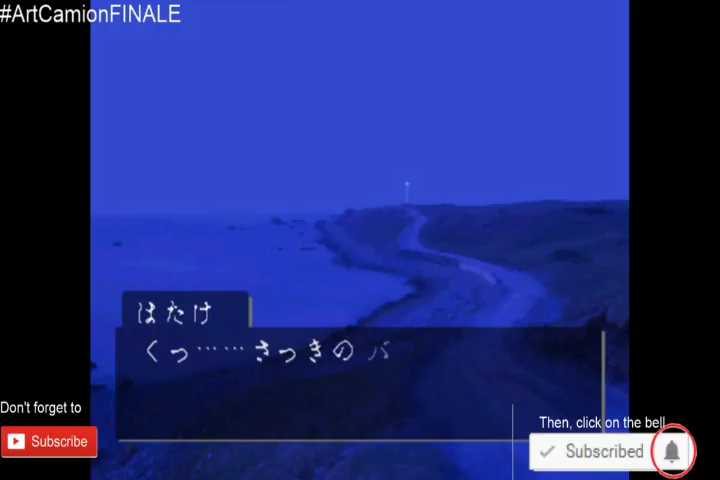 #ArtCamionFINALE
はたけ
くっ……さっきのバ
Don't forget to
Subscribe
Then, click on the bell
Subscribed